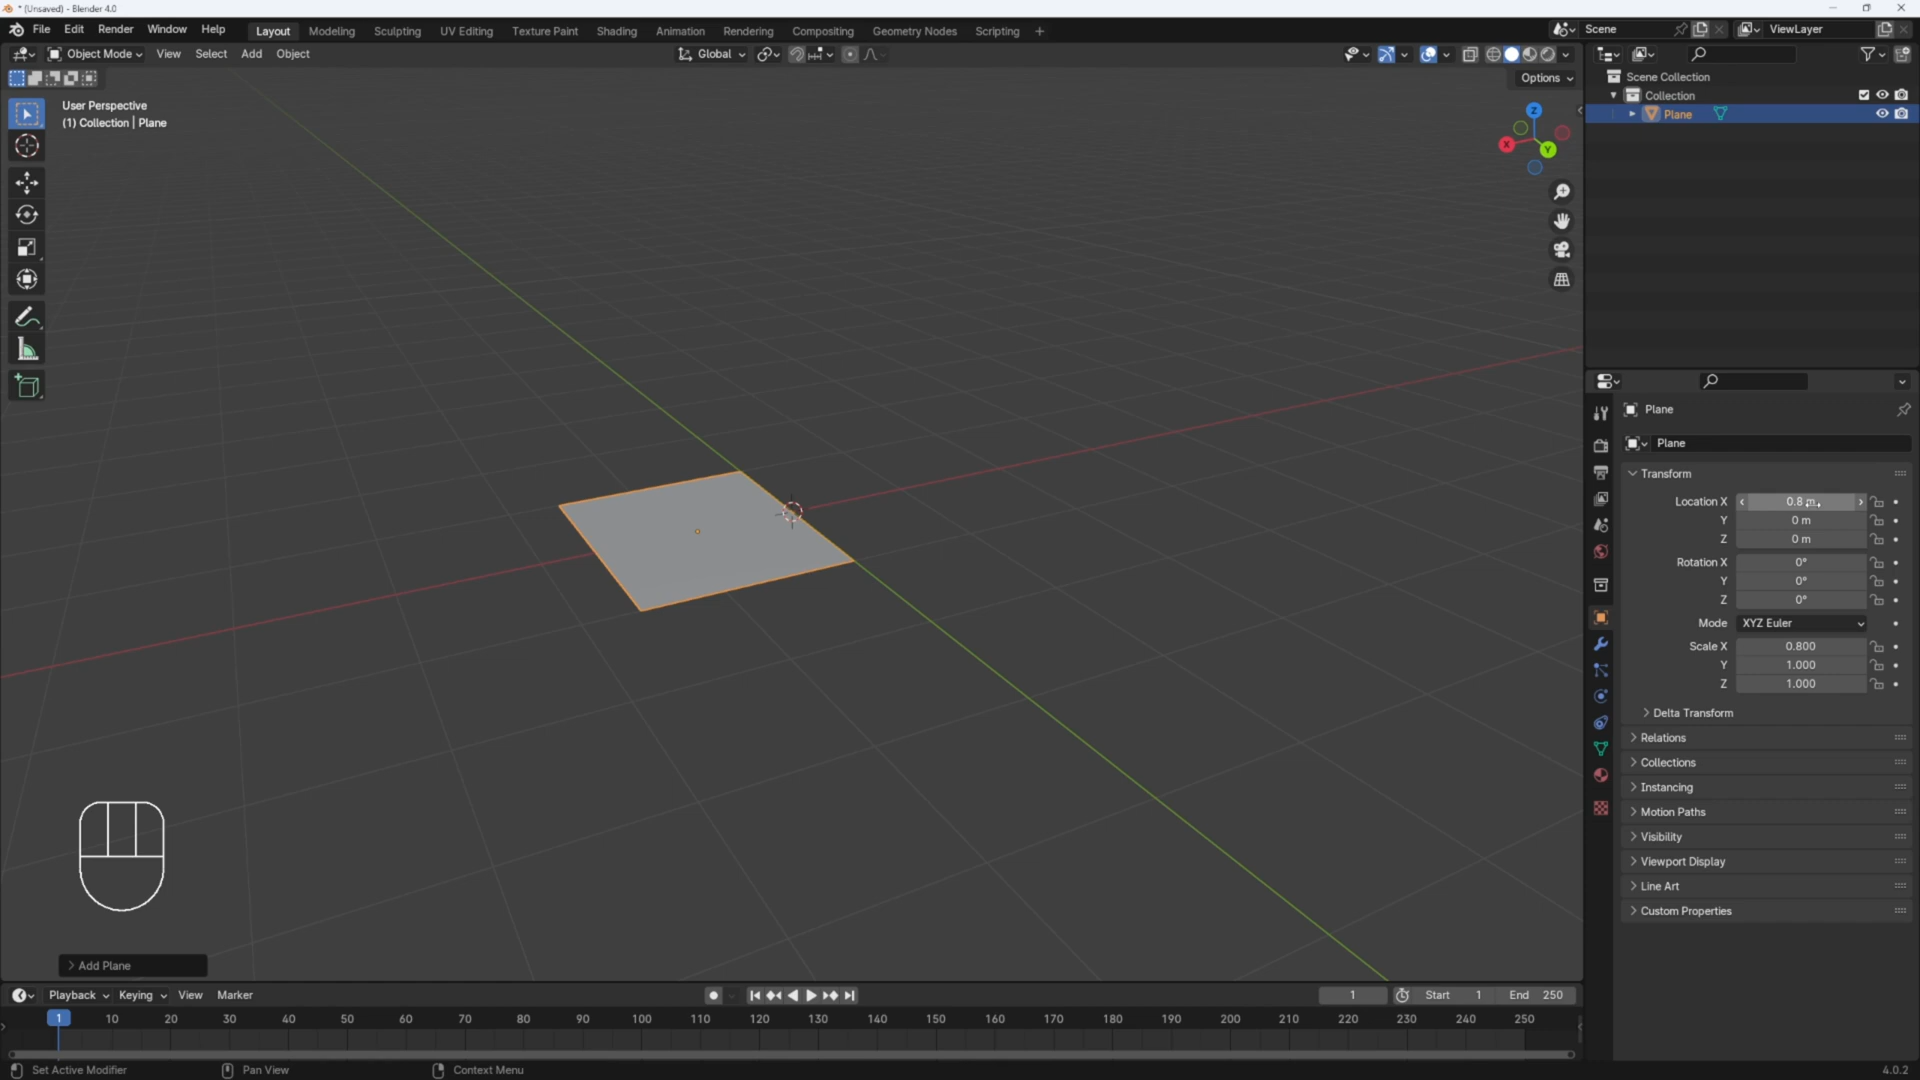 * (Unsaved) - Blender 4.0
File Edit Render Window Help Layout Modeling Sculpting UV Editing Texture Paint Shading Animation Rendering Compositing Geometry Nodes Scripting + Scene ViewLayer
Object Mode View Select Add Object Global
Options
User Perspective
(1) Collection | Plane
Z
X
Y
Scene Collection
Collection
Plane
Plane
Plane
Transform
Location X 0.8 m
Y 0 m
Z 0 m
Rotation X 0°
Y 0°
Z 0°
Mode XYZ Euler
Scale X 0.800
Y 1.000
Z 1.000
Delta Transform
Relations
Collections
Instancing
Motion Paths
Visibility
Viewport Display
Line Art
Custom Properties
Add Plane
Playback Keying View Marker 1 Start 1 End 250
1 10 20 30 40 50 60 70 80 90 100 110 120 130 140 150 160 170 180 190 200 210 220 230 240 250
Set Active Modifier Pan View Context Menu 4.0.2